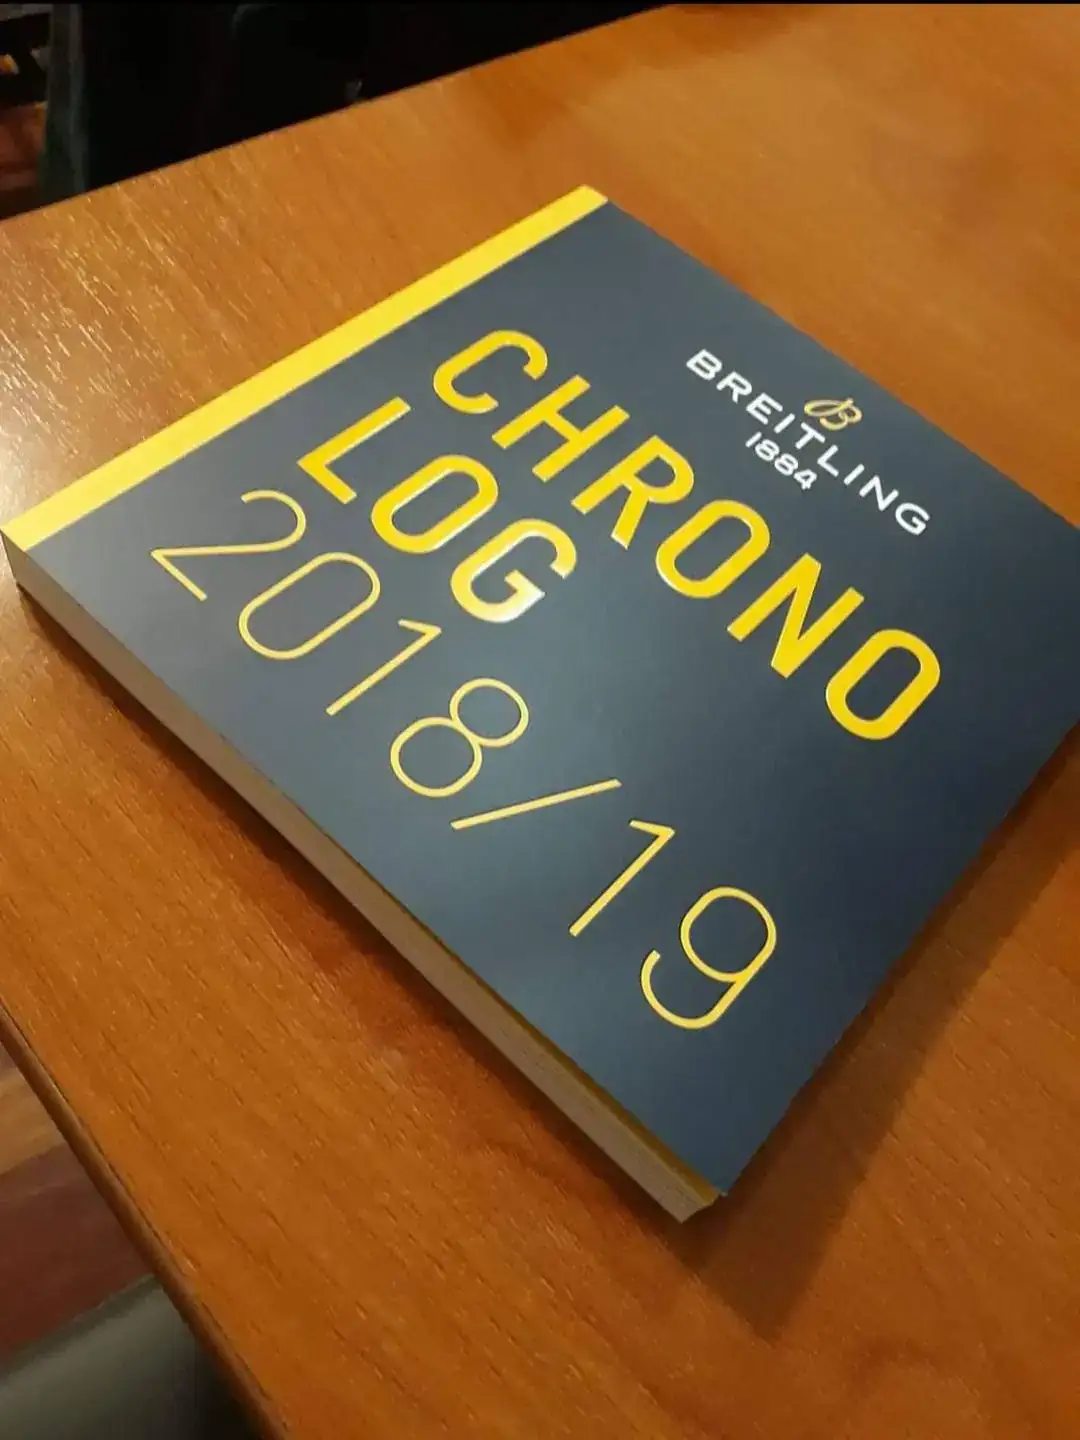 BREITLING
1884
CHRONO
LOG
2018/19